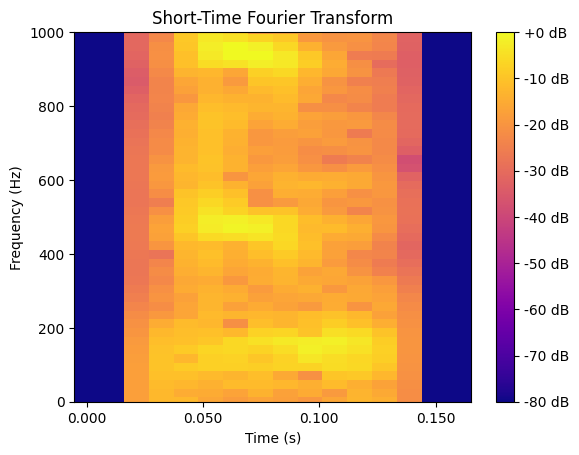 Short-Time Fourier Transform
1000
800
600
400
200
0
Frequency (Hz)
0.000
0.050
0.100
0.150
Time (s)
+0 dB
-10 dB
-20 dB
-30 dB
-40 dB
-50 dB
-60 dB
-70 dB
-80 dB